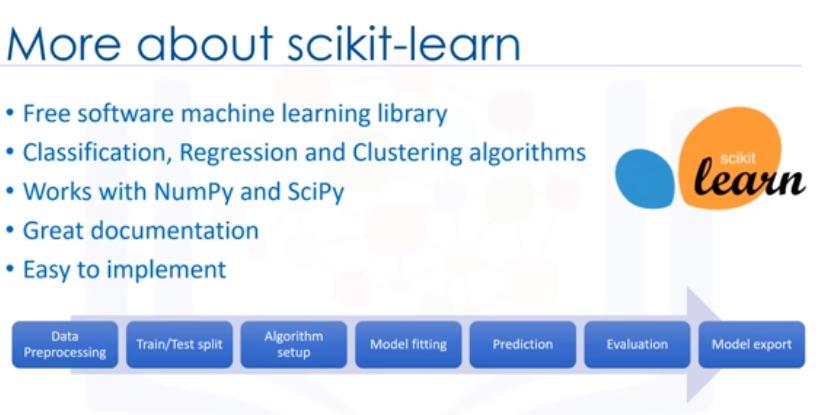 More about scikit-learn
• Free software machine learning library
• Classification, Regression and Clustering algorithms
• Works with NumPy and SciPy
• Great documentation
• Easy to implement
scikit
learn
Data
Preprocessing
Train/Test split
Algorithm
setup
Model fitting
Prediction
Evaluation
Model export